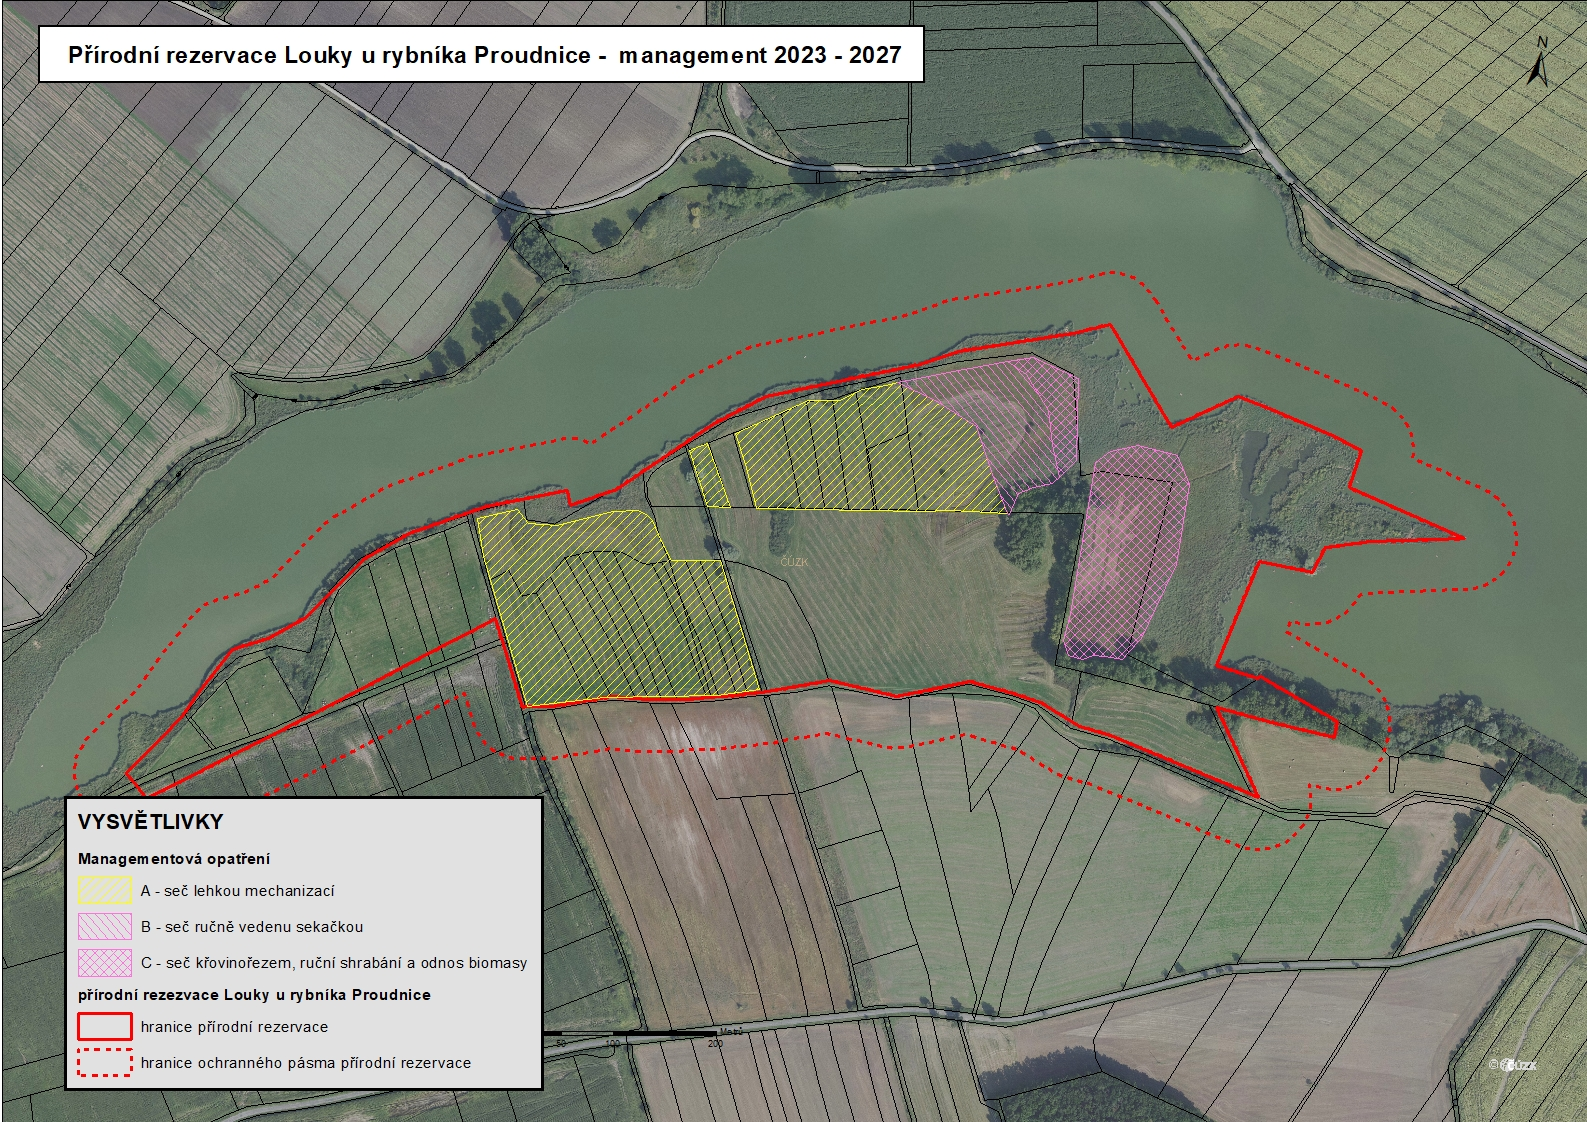 Přírodní rezervace Louky u rybníka Proudnice - management 2023 - 2027
N
ČÚZK
VYSVĚTLIVKY
Managementová opatření
A - seč lehkou mechanizací
B - seč ručně vedenu sekačkou
C - seč křovinořezem, ruční shrabání a odnos biomasy
přírodní rezezvace Louky u rybníka Proudnice
hranice přírodní rezervace
hranice ochranného pásma přírodní rezervace
Metrů
50 100 200
© ČÚZK